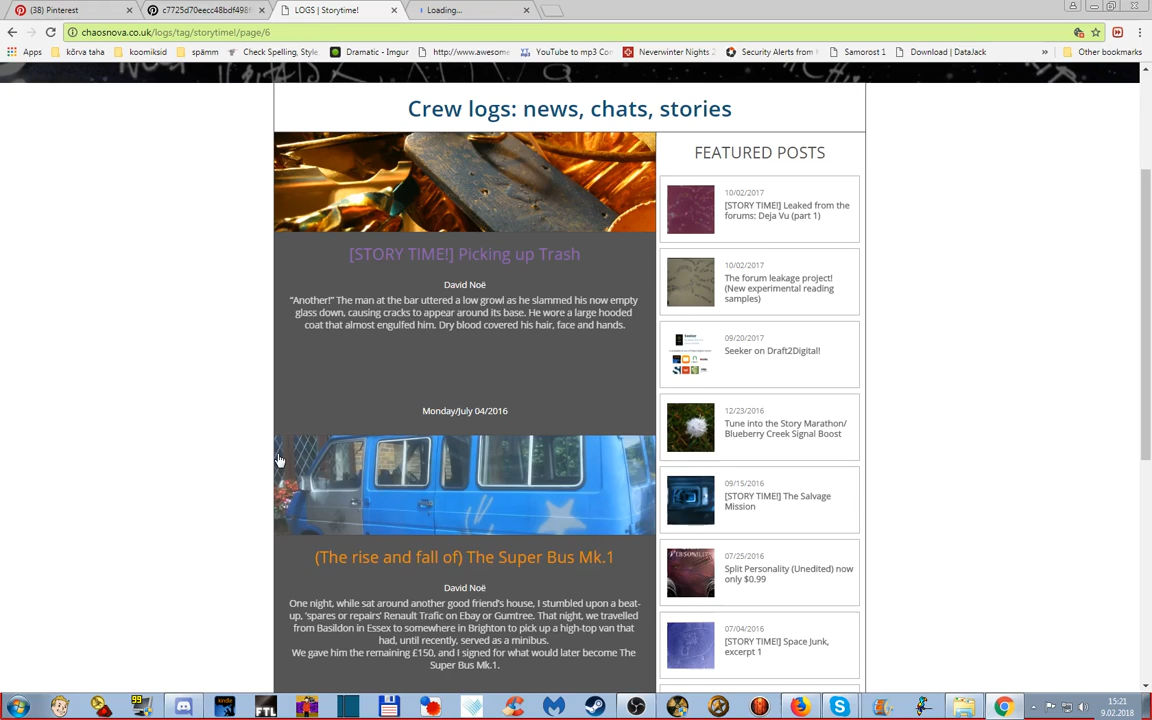 (38) Pinterest
c7725d70eecc48bdf498f
LOGS | Storytime!
Loading...
chaosnova.co.uk/logs/tag/storytime!/page/6
Apps
kõrva taha
koomiksid
spämm
Check Spelling, Style,
Dramatic - Imgur
http://www.awesome
YouTube to mp3 Con
Neverwinter Nights 2
Security Alerts from
Samorost 1
Download | DataJack
»
Other bookmarks
Crew logs: news, chats, stories
[STORY TIME!] Picking up Trash
David Noë
“Another!” The man at the bar uttered a low growl as he slammed his now empty
glass down, causing cracks to appear around its base. He wore a large hooded
coat that almost engulfed him. Dry blood covered his hair, face and hands.
Monday/July 04/2016
(The rise and fall of) The Super Bus Mk.1
David Noë
One night, while sat around another good friend’s house, I stumbled upon a beat-
up, ‘spares or repairs’ Renault Trafic on Ebay or Gumtree. That night, we travelled
from Basildon in Essex to somewhere in Brighton to pick up a high-top van that
had, until recently, served as a minibus.
We gave him the remaining £150, and I signed for what would later become The
Super Bus Mk.1.
FEATURED POSTS
10/02/2017
[STORY TIME!] Leaked from the
forums: Deja Vu (part 1)
10/02/2017
The forum leakage project!
(New experimental reading
samples)
09/20/2017
Seeker on Draft2Digital!
12/23/2016
Tune into the Story Marathon/
Blueberry Creek Signal Boost
09/15/2016
[STORY TIME!] The Salvage
Mission
07/25/2016
Split Personality (Unedited) now
only $0.99
07/04/2016
[STORY TIME!] Space Junk,
excerpt 1
99
kindle
FTL
15:21
9.02.2018